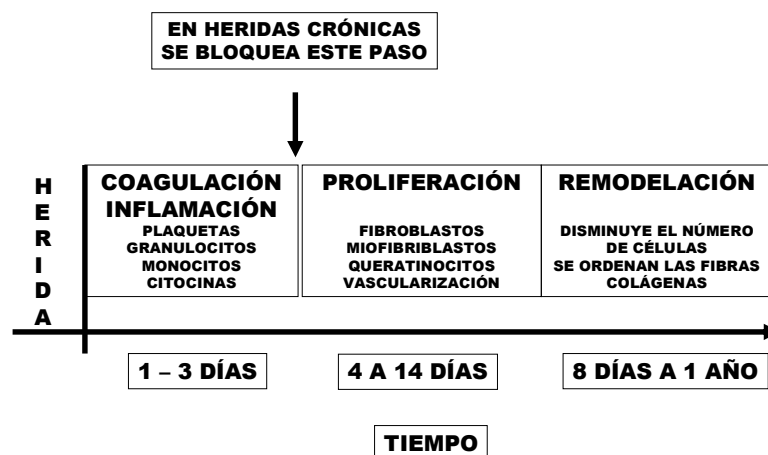 EN HERIDAS CRÓNICAS
SE BLOQUEA ESTE PASO
HERIDA
COAGULACIÓN
INFLAMACIÓN
PLAQUETAS
GRANULOCITOS
MONOCITOS
CITOCINAS
PROLIFERACIÓN
FIBROBLASTOS
MIOFIBRIBLASTOS
QUERATINOCITOS
VASCULARIZACIÓN
REMODELACIÓN
DISMINUYE EL NÚMERO
DE CÉLULAS
SE ORDENAN LAS FIBRAS
COLÁGENAS
1 – 3 DÍAS
4 A 14 DÍAS
8 DÍAS A 1 AÑO
TIEMPO